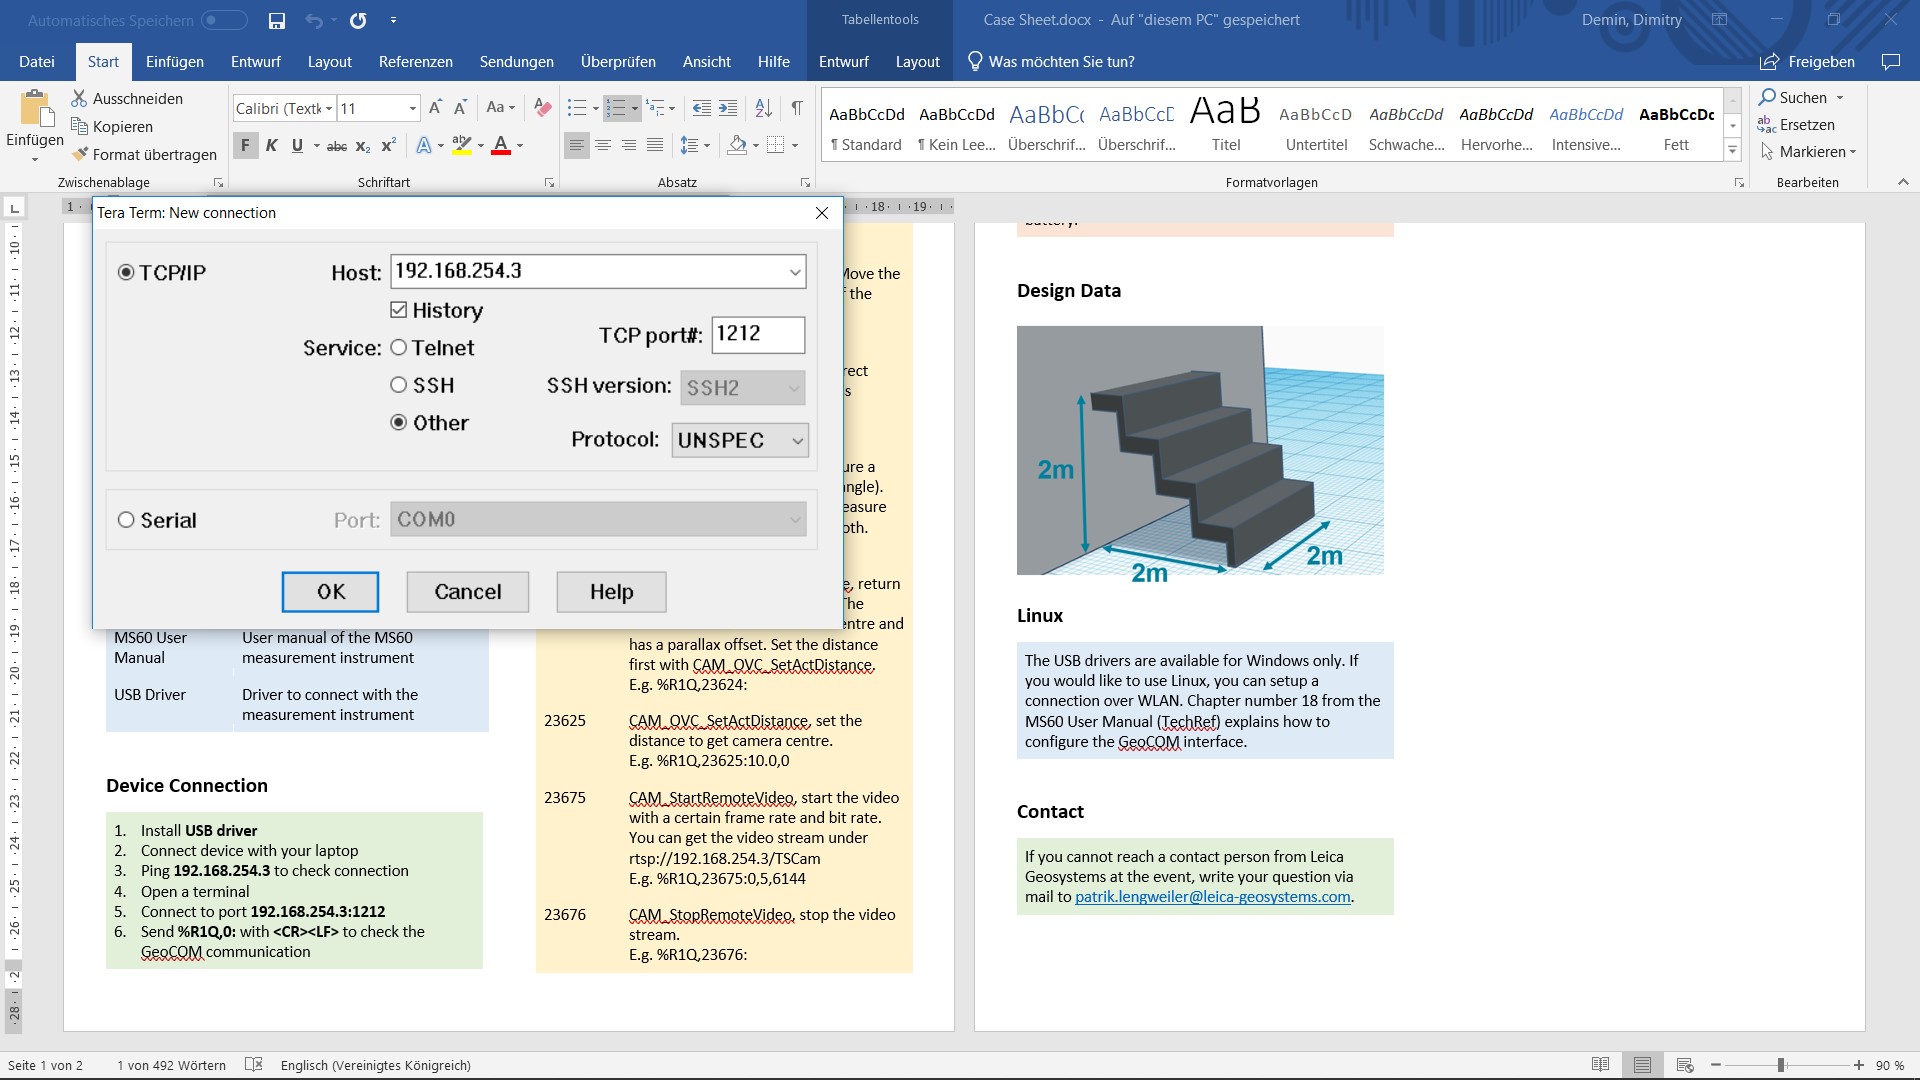 Automatisches Speichern
Tabellentools
Case Sheet.docx - Auf "diesem PC" gespeichert
Demin, Dimitry
Datei Start Einfügen Entwurf Layout Referenzen Sendungen Überprüfen Ansicht Hilfe Entwurf Layout Was möchten Sie tun? Freigeben
Einfügen
Ausschneiden
Kopieren
Format übertragen
Zwischenablage
Calibri (Textk 11
Aa
F K U abc x₂ x² A ab A
Schriftart
Absatz
AaBbCcDd AaBbCcDd AaBbCc AaBbCcD AaB AaBbCcD AaBbCcDd AaBbCcDd AaBbCcDd AaBbCcDc
¶ Standard ¶ Kein Lee... Überschrif... Überschrif... Titel Untertitel Schwache... Hervorhe... Intensive... Fett
Formatvorlagen
Suchen
Ersetzen
Markieren
Bearbeiten
Tera Term: New connection
TCP/IP Host: 192.168.254.3
History
TCP port#: 1212
Service: Telnet
SSH SSH version: SSH2
Other
Protocol: UNSPEC
Serial Port: COM0
OK Cancel Help
MS60 User Manual
User manual of the MS60
measurement instrument
USB Driver
Driver to connect with the
measurement instrument
Device Connection
1. Install USB driver
2. Connect device with your laptop
3. Ping 192.168.254.3 to check connection
4. Open a terminal
5. Connect to port 192.168.254.3:1212
6. Send %R1Q,0: with <CR><LF> to check the
GeoCOM communication
Move the
f the
rect
s
ure a
ngle).
easure
oth.
e, return
The
entre and
has a parallax offset. Set the distance
first with CAM_OVC_SetActDistance.
E.g. %R1Q,23624:
23625 CAM_OVC_SetActDistance, set the
distance to get camera centre.
E.g. %R1Q,23625:10.0,0
23675 CAM_StartRemoteVideo, start the video
with a certain frame rate and bit rate.
You can get the video stream under
rtsp://192.168.254.3/TSCam
E.g. %R1Q,23675:0,5,6144
23676 CAM_StopRemoteVideo, stop the video
stream.
E.g. %R1Q,23676:
Design Data
2m
2m
2m
Linux
The USB drivers are available for Windows only. If
you would like to use Linux, you can setup a
connection over WLAN. Chapter number 18 from the
MS60 User Manual (TechRef) explains how to
configure the GeoCOM interface.
Contact
If you cannot reach a contact person from Leica
Geosystems at the event, write your question via
mail to patrik.lengweiler@leica-geosystems.com.
Seite 1 von 2 1 von 492 Wörtern Englisch (Vereinigtes Königreich) 90 %